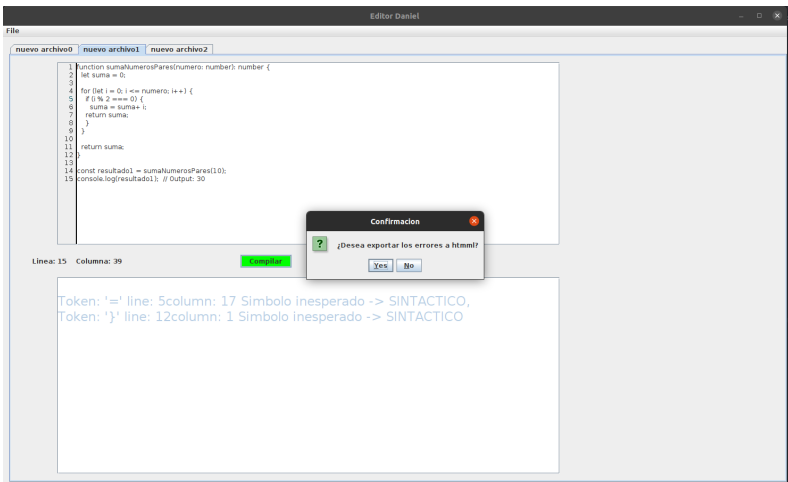 Editor Daniel
File
nuevo archivo0 nuevo archivo1 nuevo archivo2
1 function sumaNumerosPares(numero: number): number {
2 let suma = 0;
3
4 for (let i = 0; i <= numero; i++) {
5 if (i % 2 === 0) {
6 suma = suma+ i;
7 return suma;
8 }
9 }
10
11 return suma;
12 }
13
14 const resultado1 = sumaNumerosPares(10);
15 console.log(resultado1); // Output: 30
Confirmacion
? ¿Desea exportar los errores a htmml?
Yes No
Linea: 15 Columna: 39 Compilar
Token: '=' line: 5column: 17 Simbolo inesperado -> SINTACTICO,
Token: '}' line: 12column: 1 Simbolo inesperado -> SINTACTICO